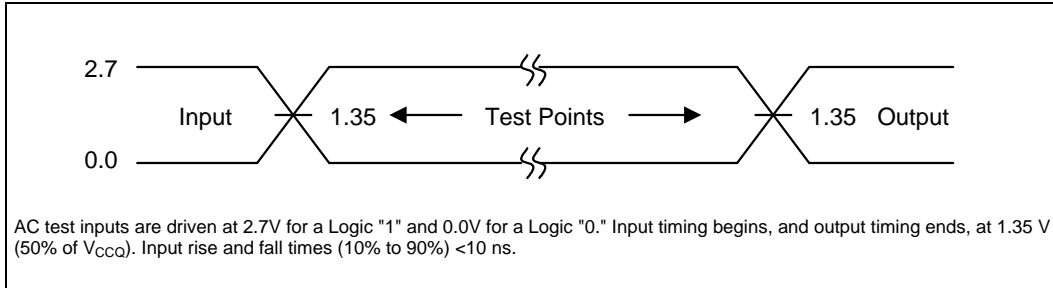 2.7
Input 1.35 Test Points 1.35 Output
0.0
AC test inputs are driven at 2.7V for a Logic "1" and 0.0V for a Logic "0." Input timing begins, and output timing ends, at 1.35 V
(50% of VCCQ). Input rise and fall times (10% to 90%) <10 ns.